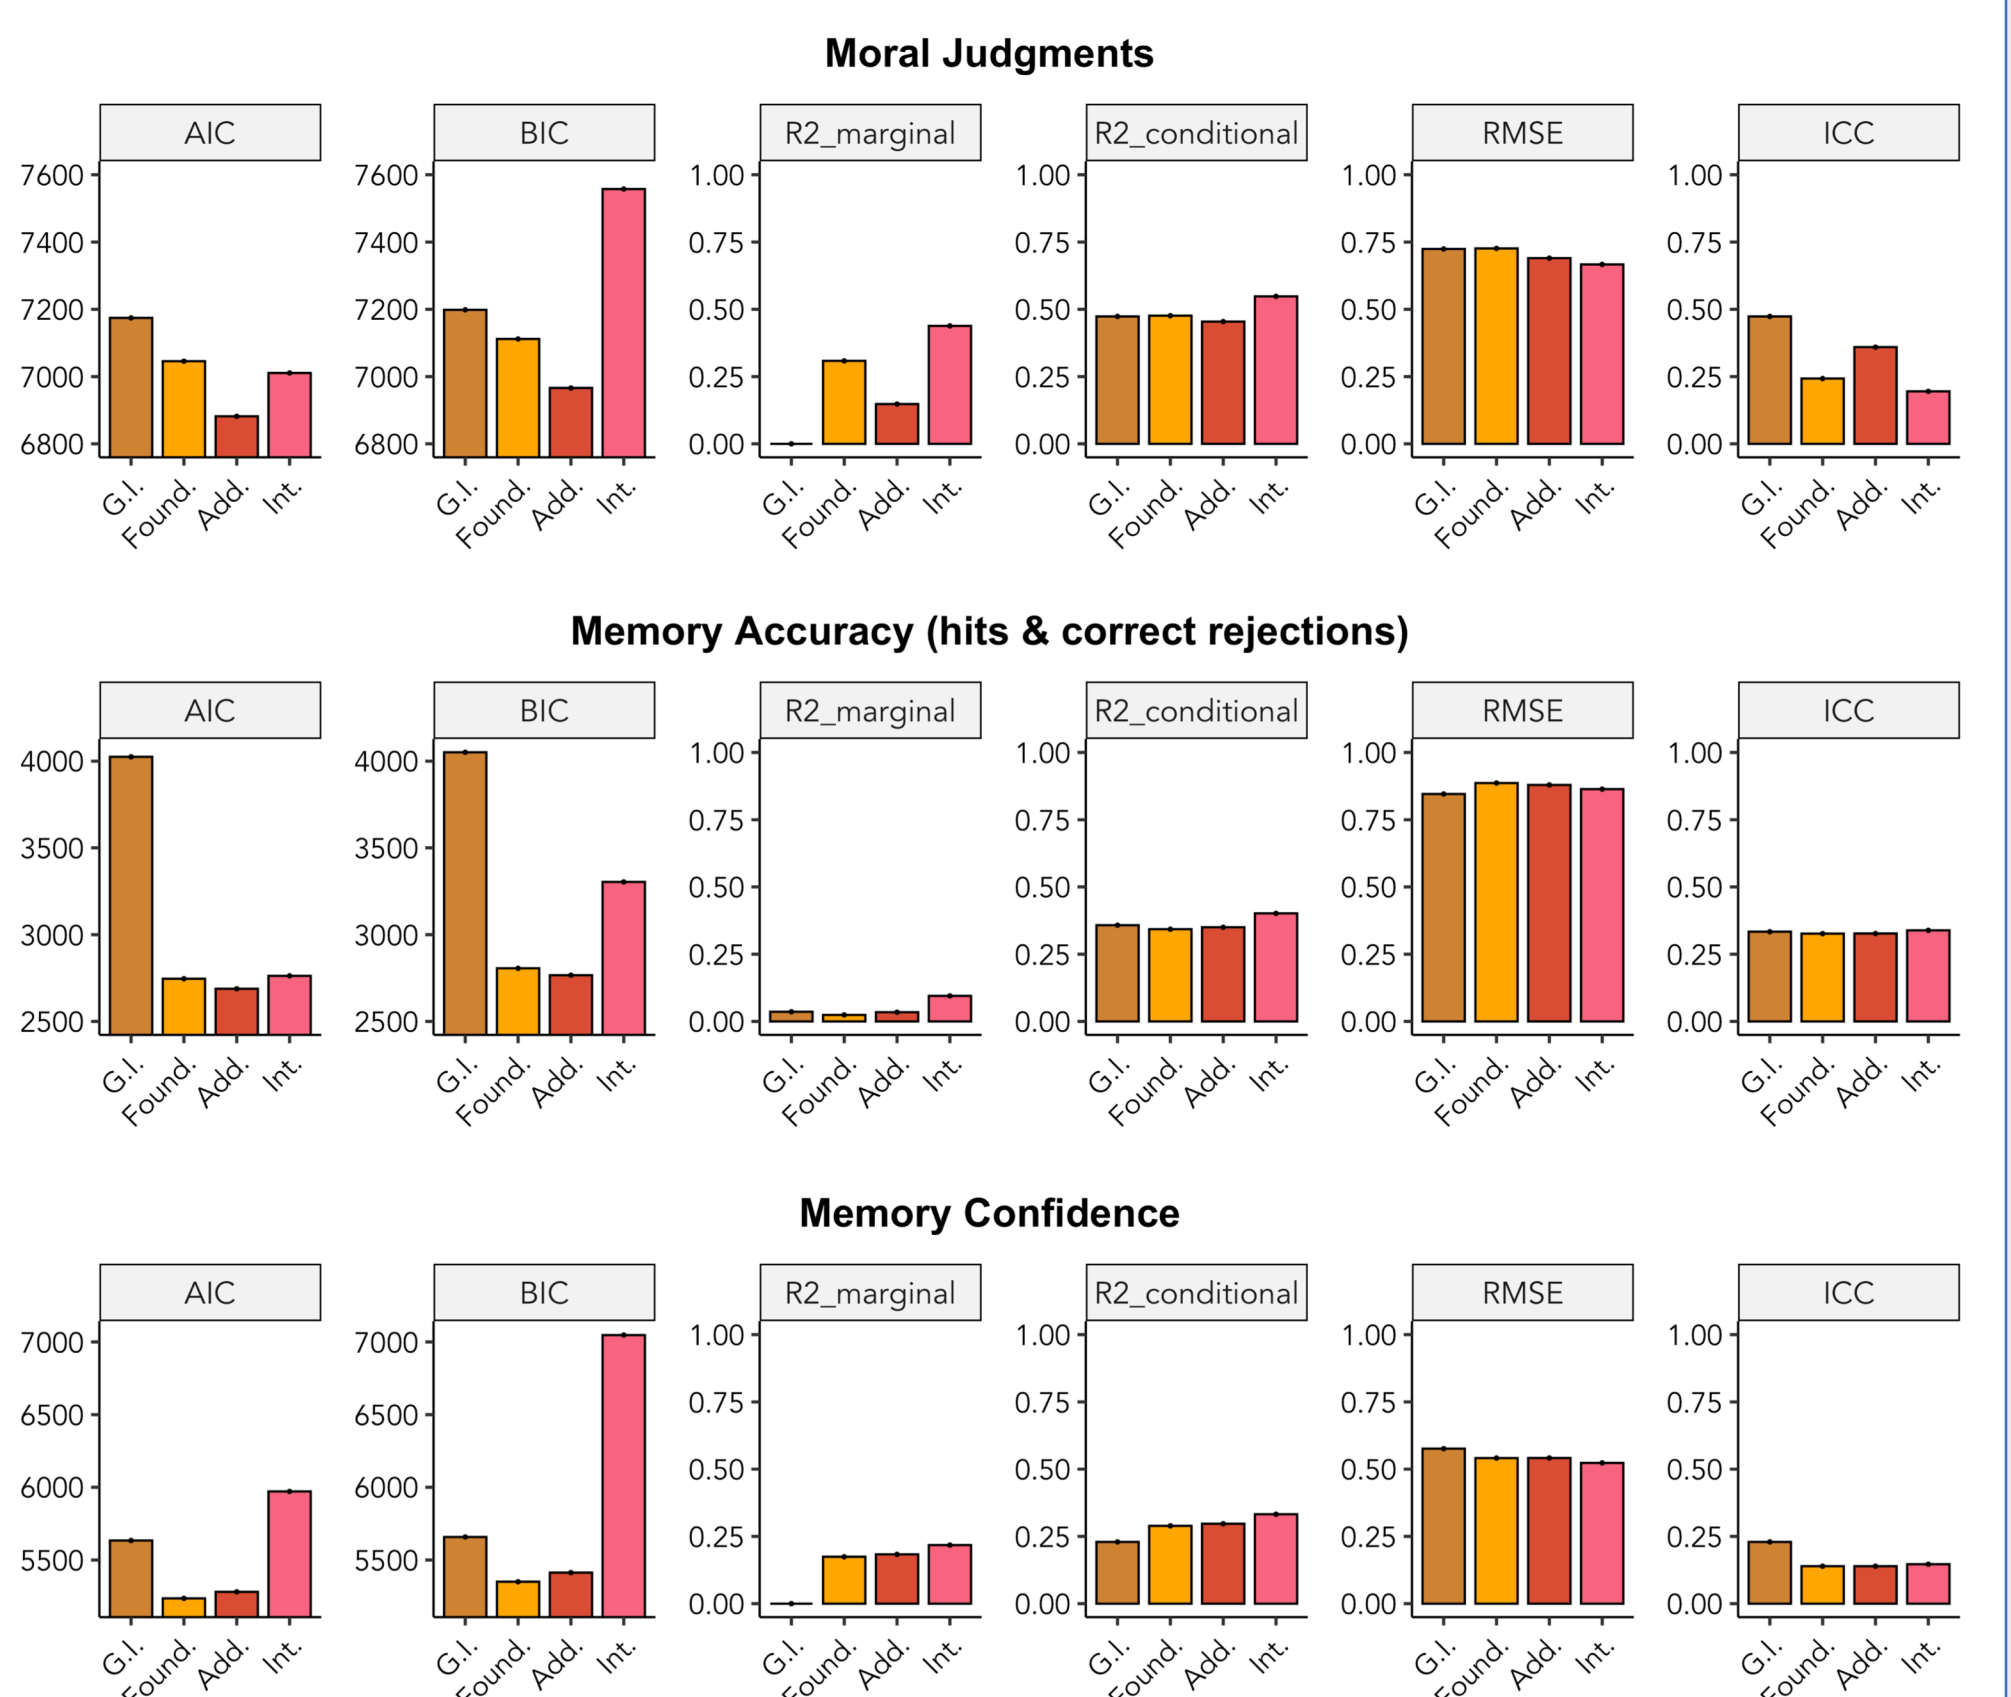 Moral Judgments
AIC BIC R2_marginal R2_conditional RMSE ICC
7600 7600 1.00 1.00 1.00 1.00
7400 7400 0.75 0.75 0.75 0.75
7200 7200 0.50 0.50 0.50 0.50
7000 7000 0.25 0.25 0.25 0.25
6800 6800 0.00 0.00 0.00 0.00
G.I. Found. Add. Int. G.I. Found. Add. Int. G.I. Found. Add. Int. G.I. Found. Add. Int. G.I. Found. Add. Int. G.I. Found. Add. Int.
Memory Accuracy (hits & correct rejections)
AIC BIC R2_marginal R2_conditional RMSE ICC
4000 4000 1.00 1.00 1.00 1.00
3500 3500 0.75 0.75 0.75 0.75
3000 3000 0.50 0.50 0.50 0.50
2500 2500 0.25 0.25 0.25 0.25
0.00 0.00 0.00 0.00
G.I. Found. Add. Int. G.I. Found. Add. Int. G.I. Found. Add. Int. G.I. Found. Add. Int. G.I. Found. Add. Int. G.I. Found. Add. Int.
Memory Confidence
AIC BIC R2_marginal R2_conditional RMSE ICC
7000 7000 1.00 1.00 1.00 1.00
6500 6500 0.75 0.75 0.75 0.75
6000 6000 0.50 0.50 0.50 0.50
5500 5500 0.25 0.25 0.25 0.25
0.00 0.00 0.00 0.00
G.I. Found. Add. Int. G.I. Found. Add. Int. G.I. Found. Add. Int. G.I. Found. Add. Int. G.I. Found. Add. Int. G.I. Found. Add. Int.